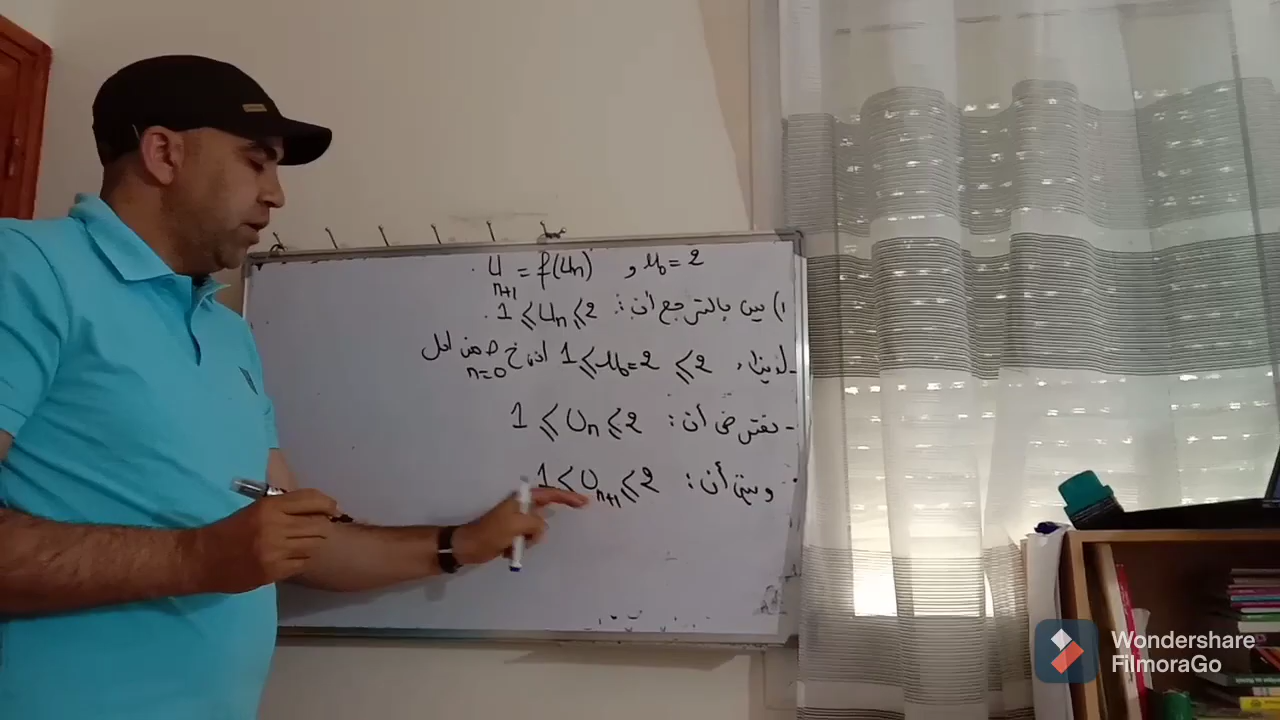 U_{n+1} = f(U_n) و u_0 = 2
1) بين بالترجع أن: 1 ⩽ U_n ⩽ 2
- لدينا، 1 ⩽ u_0 = 2 ⩽ 2 اذن ع صـ من اجل n=0
- نفترض أن: 1 ⩽ U_n ⩽ 2
ونبين أن: 1 ⩽ U_{n+1} ⩽ 2
Wondershare
FilmoraGo